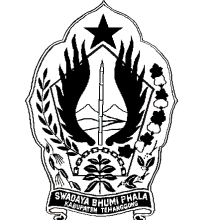 SWADAYA BHUMI PHALA
KABUPATEN TEMANGGUNG